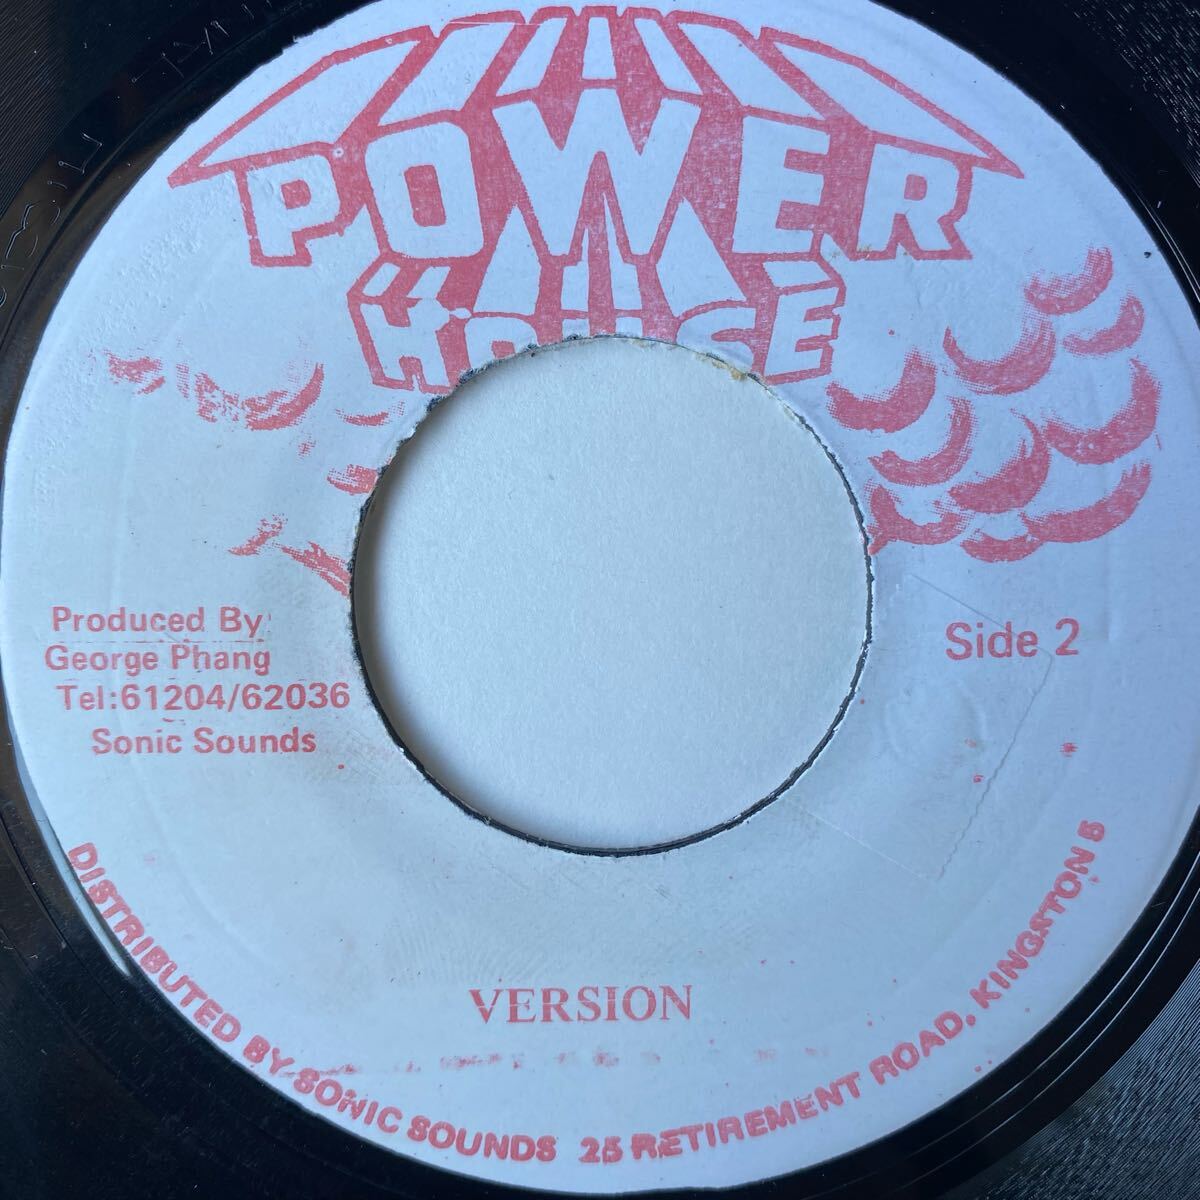 POWER
HOUSE
Produced By
George Phang
Tel:61204/62036
Sonic Sounds
Side 2
VERSION
DISTRIBUTED BY SONIC SOUNDS 25 RETIREMENT ROAD, KINGSTON 5